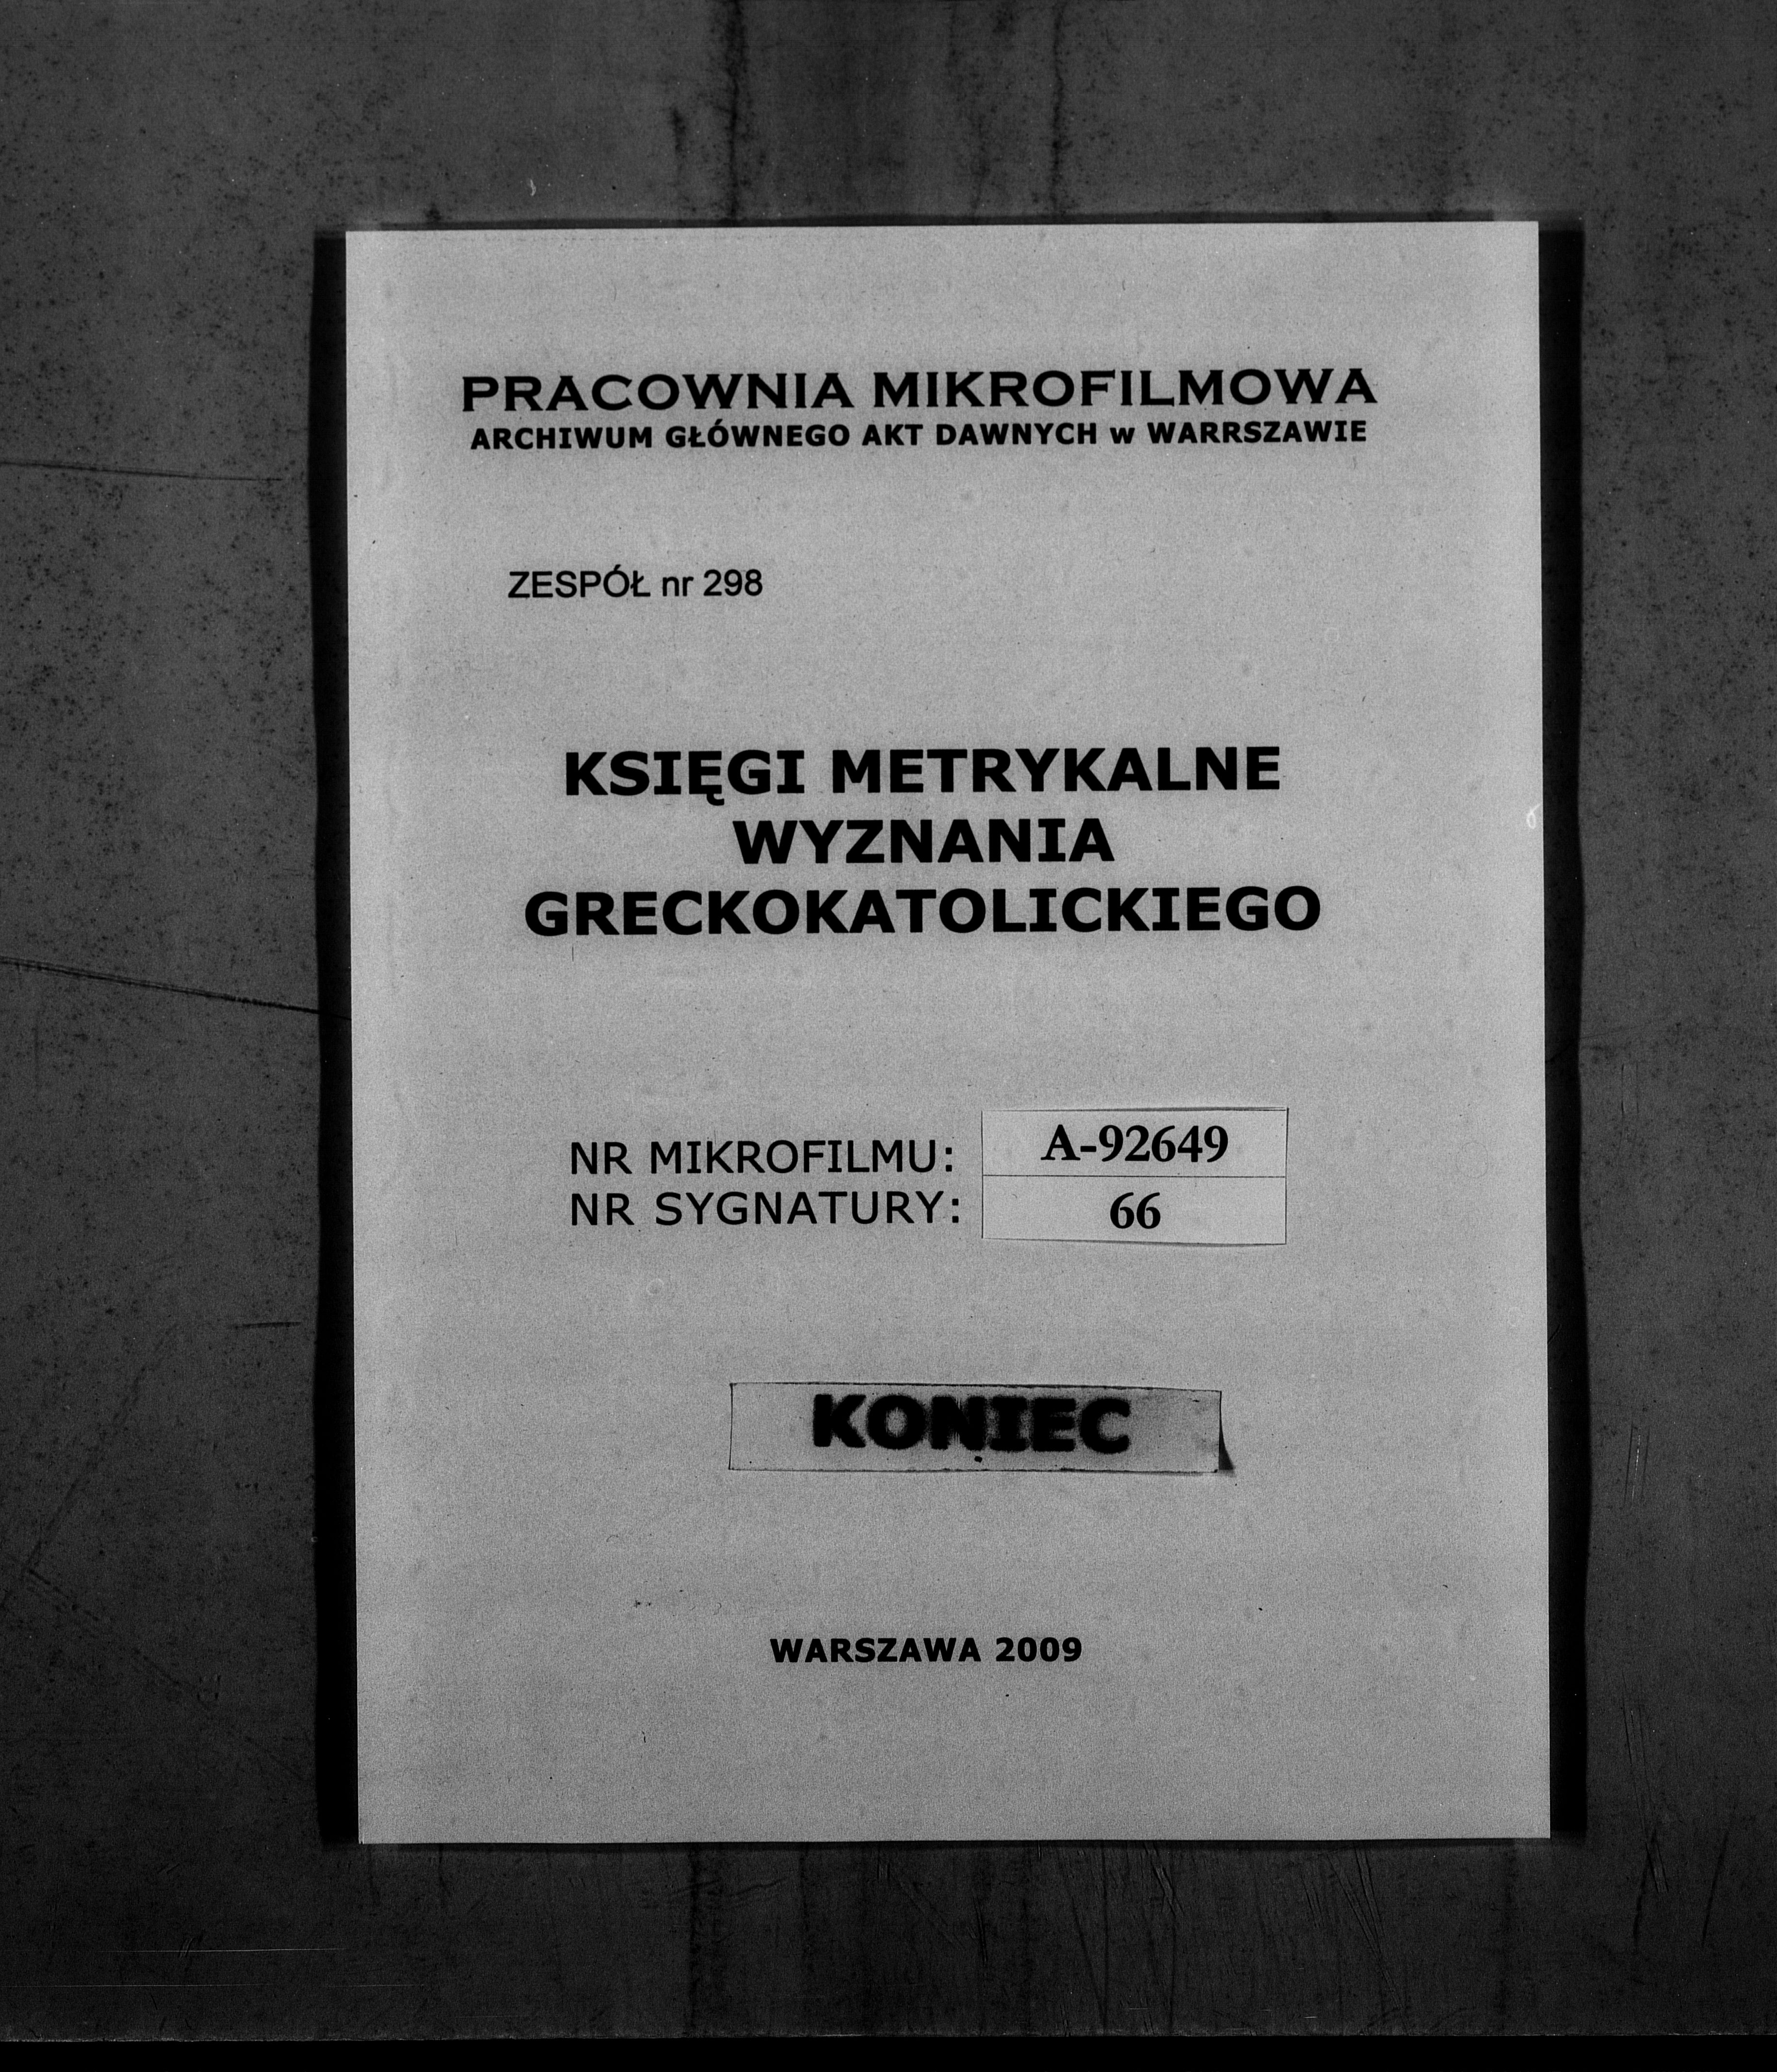 PRACOWNIA MIKROFILMOWA
ARCHIWUM GŁÓWNEGO AKT DAWNYCH w WARRSZAWIE
ZESPÓŁ nr 298
KSIĘGI METRYKALNE
WYZNANIA
GRECKOKATOLICKIEGO
NR MIKROFILMU: A-92649
NR SYGNATURY: 66
KONIEC
WARSZAWA 2009